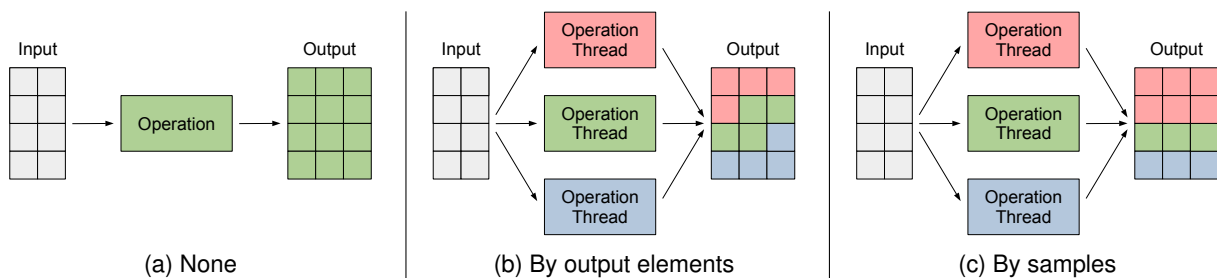 Input
Output
Operation
(a) None
Input
Operation
Thread
Operation
Thread
Operation
Thread
Output
(b) By output elements
Input
Operation
Thread
Operation
Thread
Operation
Thread
Output
(c) By samples